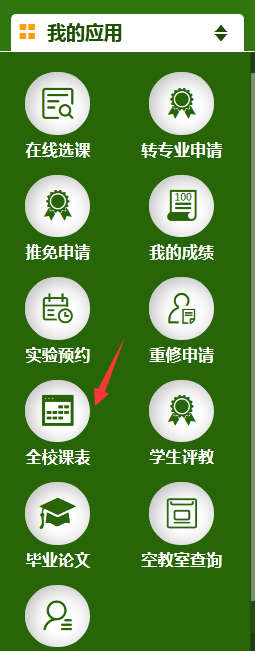 我的应用
在线选课 转专业申请
100
推免申请 我的成绩
实验预约 重修申请
全校课表 学生评教
毕业论文 空教室查询